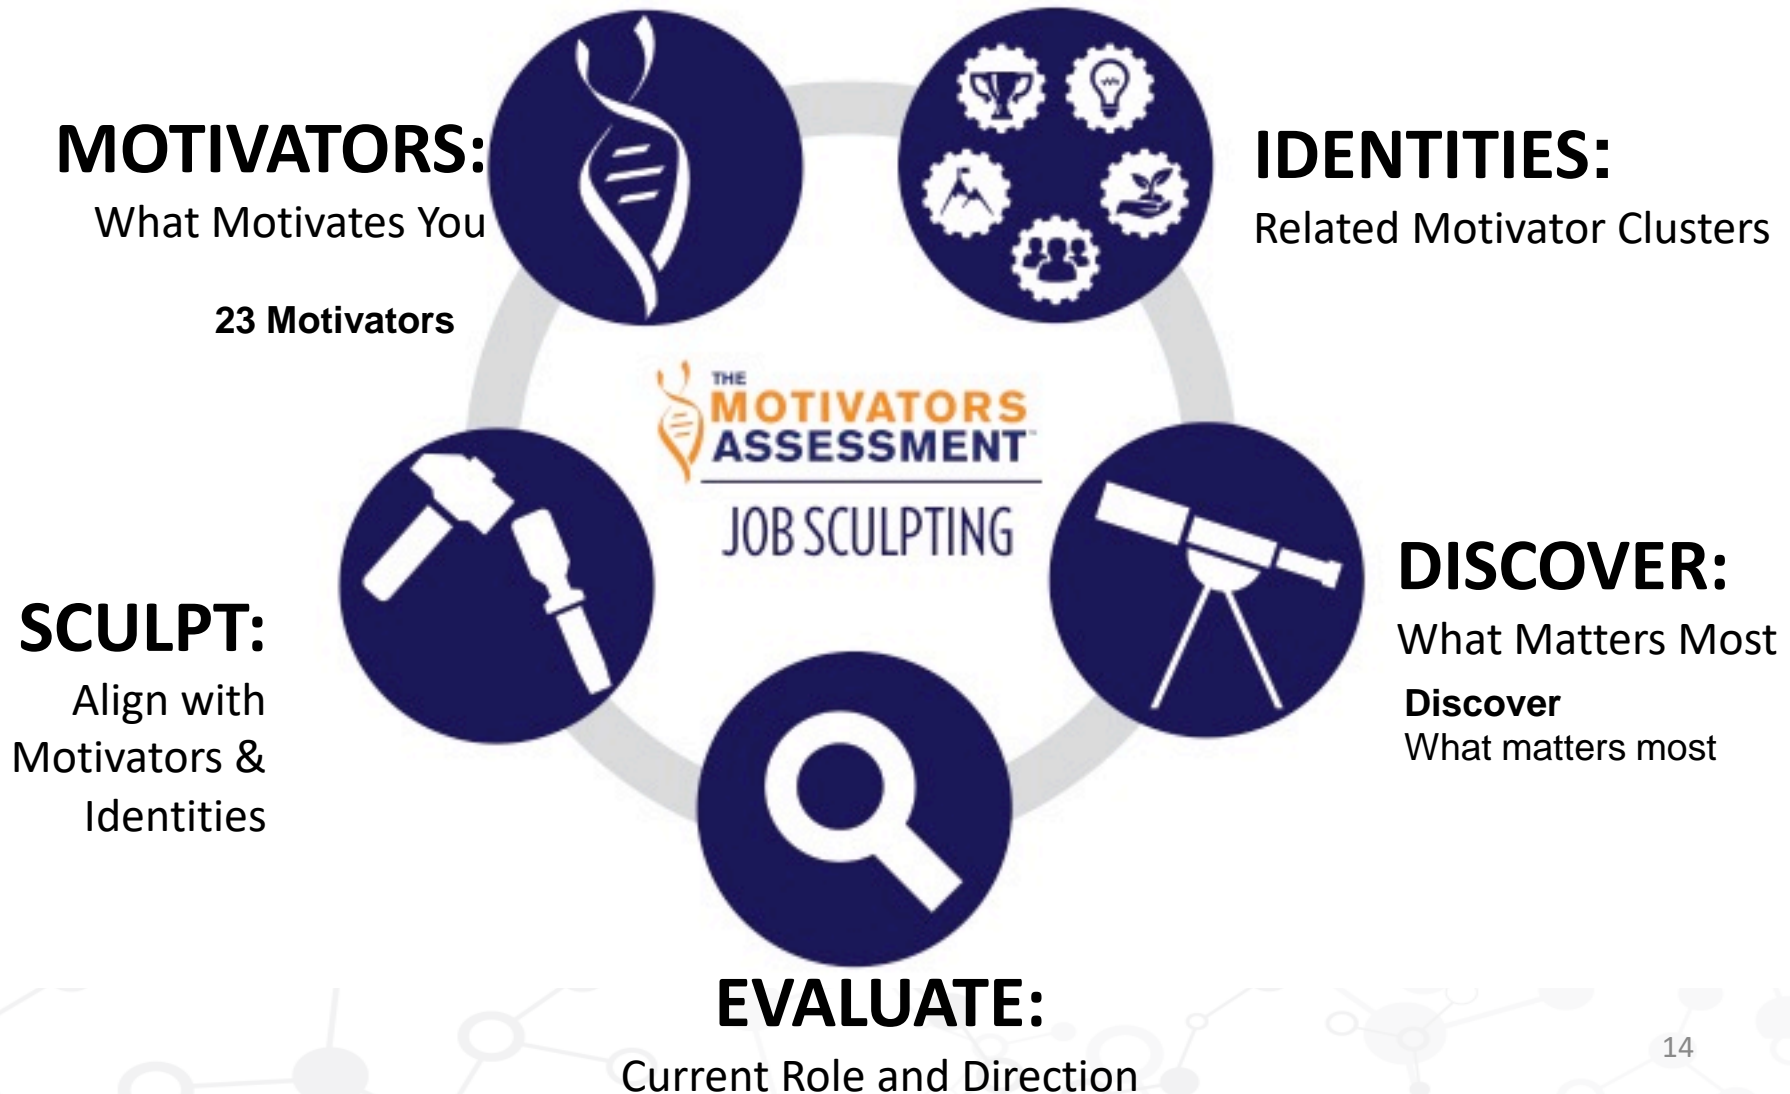 MOTIVATORS:
What Motivates You
23 Motivators
IDENTITIES:
Related Motivator Clusters
THE
MOTIVATORS
ASSESSMENT™
JOB SCULPTING
DISCOVER:
What Matters Most
Discover
What matters most
SCULPT:
Align with
Motivators &
Identities
EVALUATE:
Current Role and Direction
14